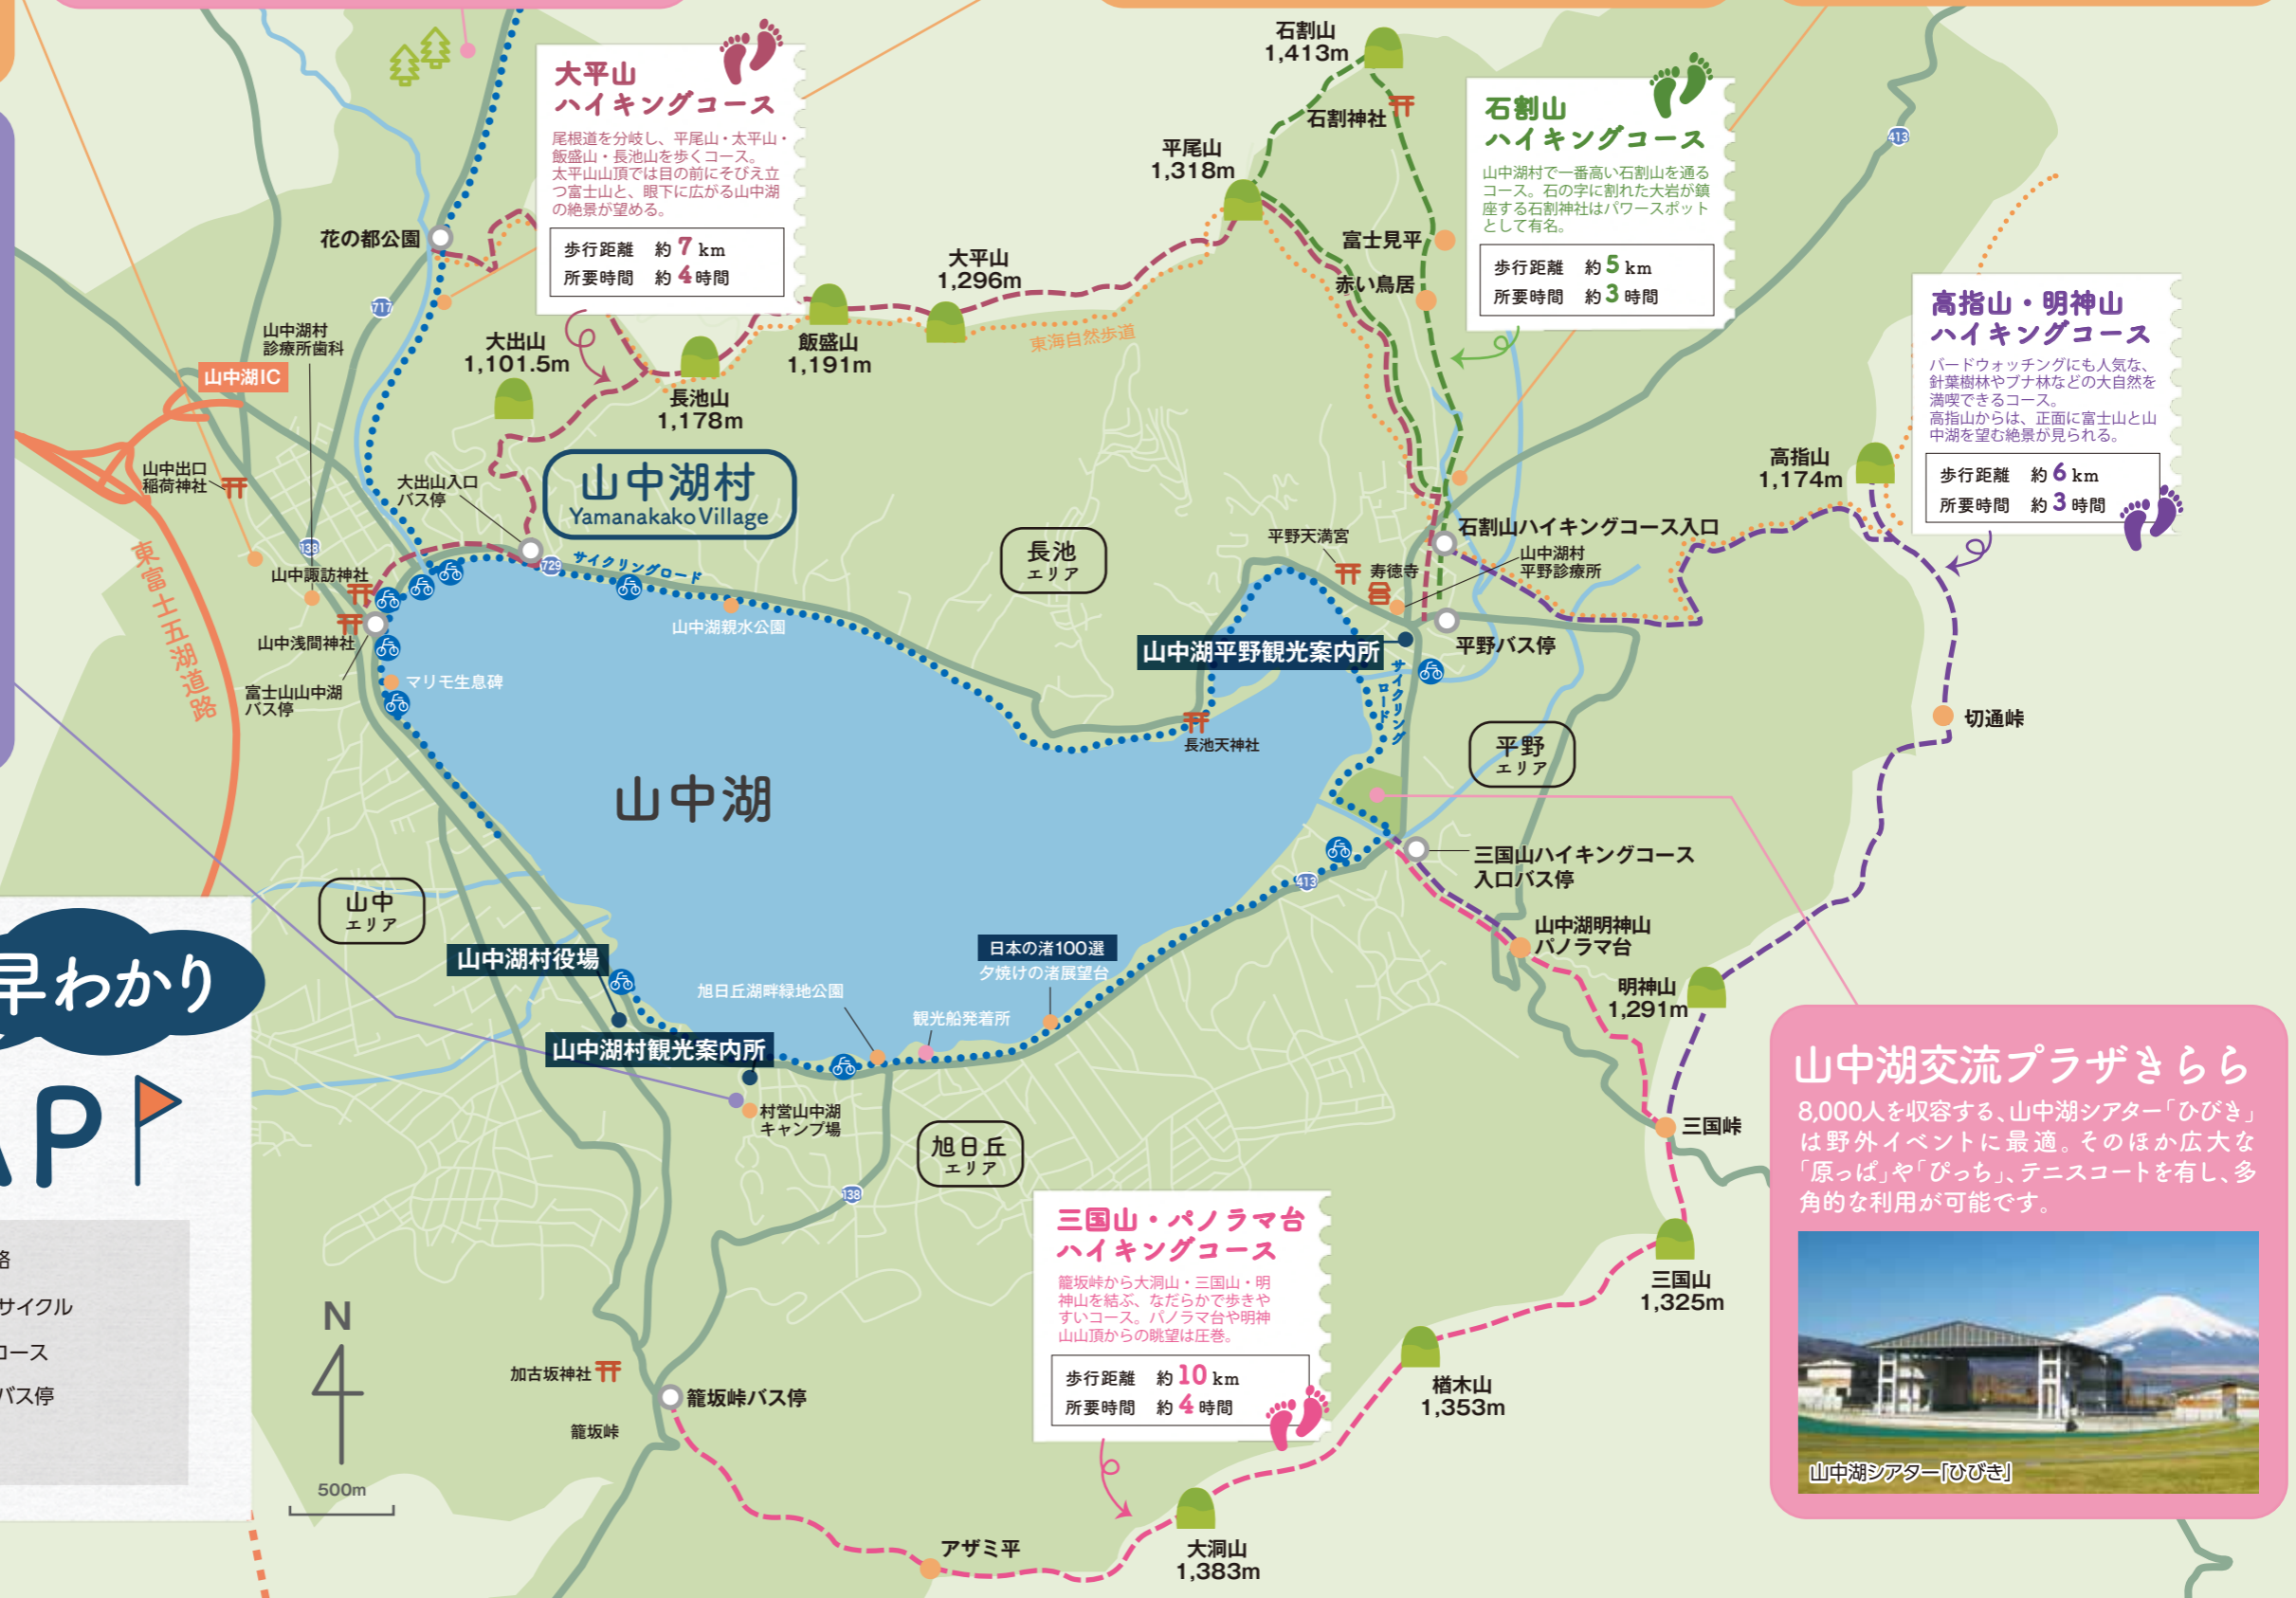 石割山
1,413m
石割神社
平尾山
1,318m
大平山
ハイキングコース
尾根道を分岐し、平尾山・太平山・
飯盛山・長池山を歩くコース。
太平山山頂では目の前にそびえ立
つ富士山と、眼下に広がる山中湖
の絶景が望める。
歩行距離 約7km
所要時間 約4時間
石割山
ハイキングコース
山中湖村で一番高い石割山を通る
コース。石の字に割れた大岩が鎮
座する石割神社はパワースポット
として有名。
歩行距離 約5km
所要時間 約3時間
413
富士見平
赤い鳥居
花の都公園
717
大平山
1,296m
東海自然歩道
飯盛山
1,191m
大出山
1,101.5m
長池山
1,178m
山中湖村
診療所歯科
山中湖IC
山中出口
稲荷神社
大出山入口
バス停
山中湖村
Yamanakako Village
高指山・明神山
ハイキングコース
バードウォッチングにも人気な、
針葉樹林やブナ林などの大自然を
満喫できるコース。
高指山からは、正面に富士山と山
中湖を望む絶景が見られる。
歩行距離 約6km
所要時間 約3時間
高指山
1,174m
138
東富士五湖道路
山中諏訪神社
山中浅間神社
富士山山中湖
バス停
マリモ生息碑
729
サイクリングロード
山中湖親水公園
長池
エリア
平野天満宮
寿徳寺
石割山ハイキングコース入口
山中湖村
平野診療所
山中湖平野観光案内所
平野バス停
サイクリング
ロード
長池天神社
平野
エリア
切通峠
山中湖
三国山ハイキングコース
入口バス停
413
山中
エリア
山中湖明神山
パノラマ台
明神山
1,291m
山中湖村役場
日本の渚100選
夕焼けの渚展望台
旭日丘湖畔緑地公園
観光船発着所
山中湖村観光案内所
村営山中湖
キャンプ場
旭日丘
エリア
138
三国峠
早わかり
AP
路
サイクル
コース
バス停
N
500m
三国山・パノラマ台
ハイキングコース
籠坂峠から大洞山・三国山・明
神山を結ぶ、なだらかで歩きや
すいコース。パノラマ台や明神
山山頂からの眺望は圧巻。
歩行距離 約10km
所要時間 約4時間
三国山
1,325m
楢木山
1,353m
加古坂神社
籠坂峠バス停
籠坂峠
アザミ平
大洞山
1,383m
山中湖交流プラザきらら
8,000人を収容する、山中湖シアター「ひびき」
は野外イベントに最適。そのほか広大な
「原っぱ」や「ぴっち」、テニスコートを有し、多
角的な利用が可能です。
山中湖シアター「ひびき」